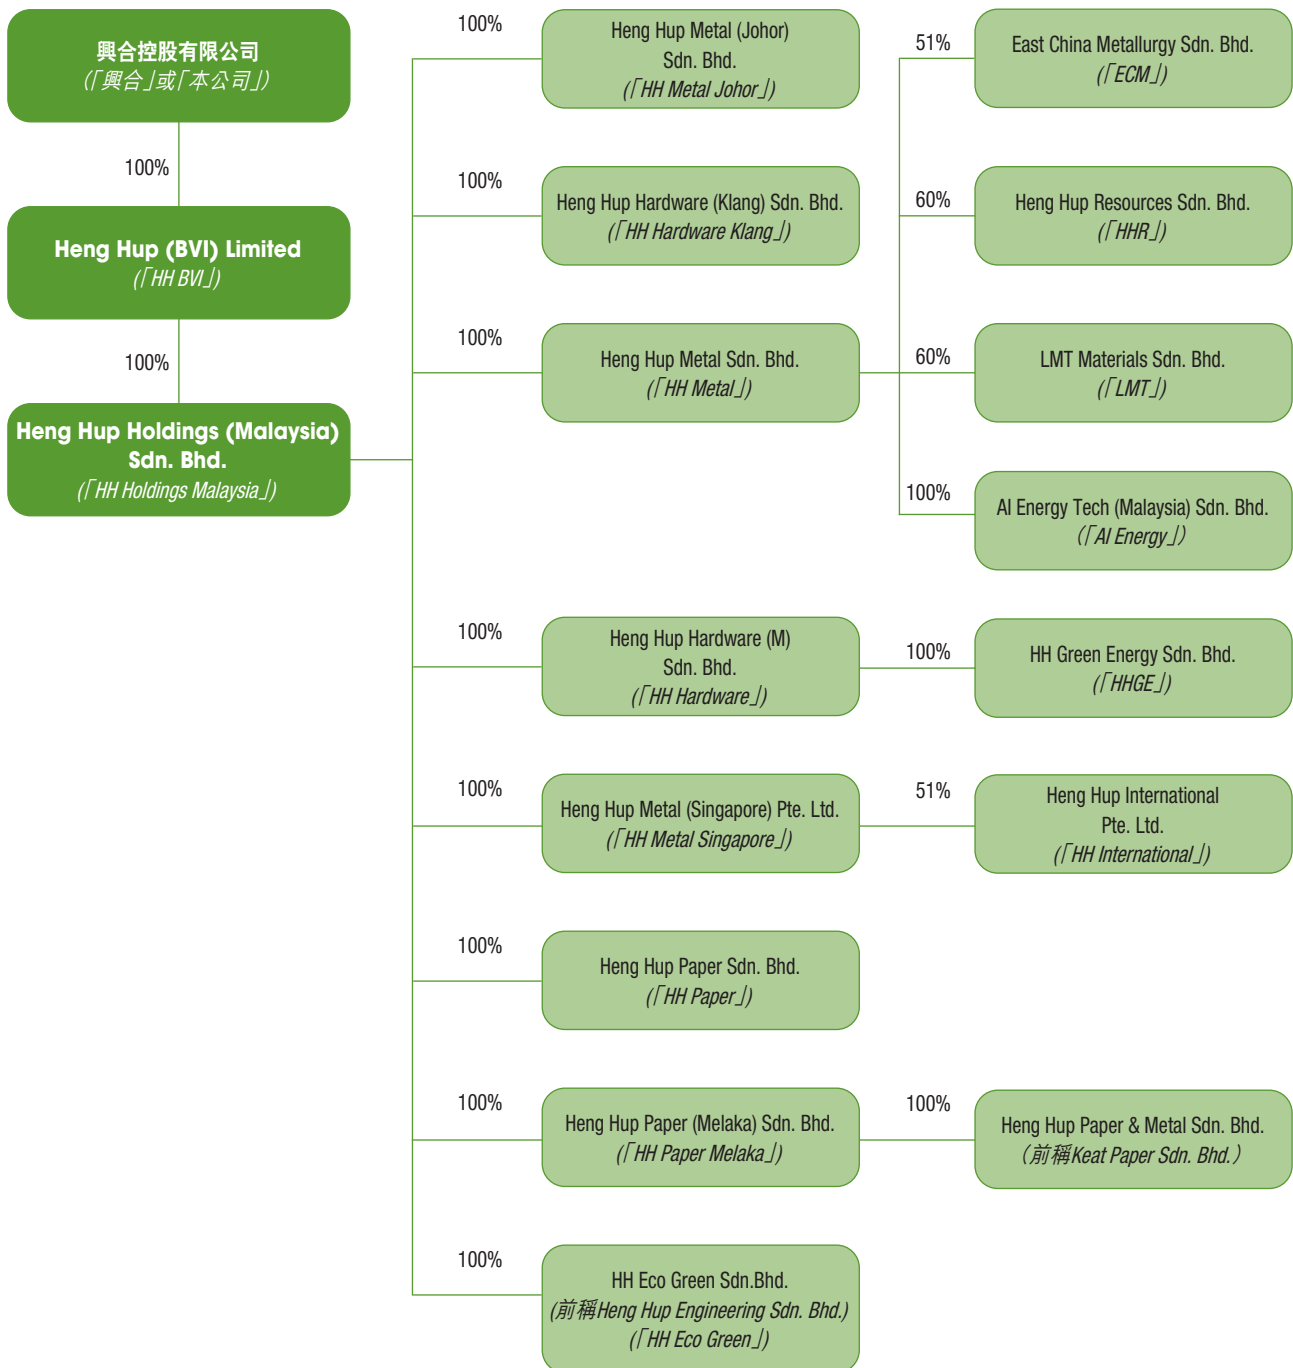 興合控股有限公司
(「興合」或「本公司」)
100%
Heng Hup (BVI) Limited
(「HH BVI」)
100%
Heng Hup Holdings (Malaysia)
Sdn. Bhd.
(「HH Holdings Malaysia」)
100%
Heng Hup Metal (Johor)
Sdn. Bhd.
(「HH Metal Johor」)
100%
Heng Hup Hardware (Klang) Sdn. Bhd.
(「HH Hardware Klang」)
100%
Heng Hup Metal Sdn. Bhd.
(「HH Metal」)
51%
East China Metallurgy Sdn. Bhd.
(「ECM」)
60%
Heng Hup Resources Sdn. Bhd.
(「HHR」)
60%
LMT Materials Sdn. Bhd.
(「LMT」)
100%
AI Energy Tech (Malaysia) Sdn. Bhd.
(「AI Energy」)
100%
Heng Hup Hardware (M)
Sdn. Bhd.
(「HH Hardware」)
100%
HH Green Energy Sdn. Bhd.
(「HHGE」)
100%
Heng Hup Metal (Singapore) Pte. Ltd.
(「HH Metal Singapore」)
51%
Heng Hup International
Pte. Ltd.
(「HH International」)
100%
Heng Hup Paper Sdn. Bhd.
(「HH Paper」)
100%
Heng Hup Paper (Melaka) Sdn. Bhd.
(「HH Paper Melaka」)
100%
Heng Hup Paper & Metal Sdn. Bhd.
（前稱Keat Paper Sdn. Bhd.）
100%
HH Eco Green Sdn.Bhd.
(前稱Heng Hup Engineering Sdn. Bhd.)
(「HH Eco Green」)